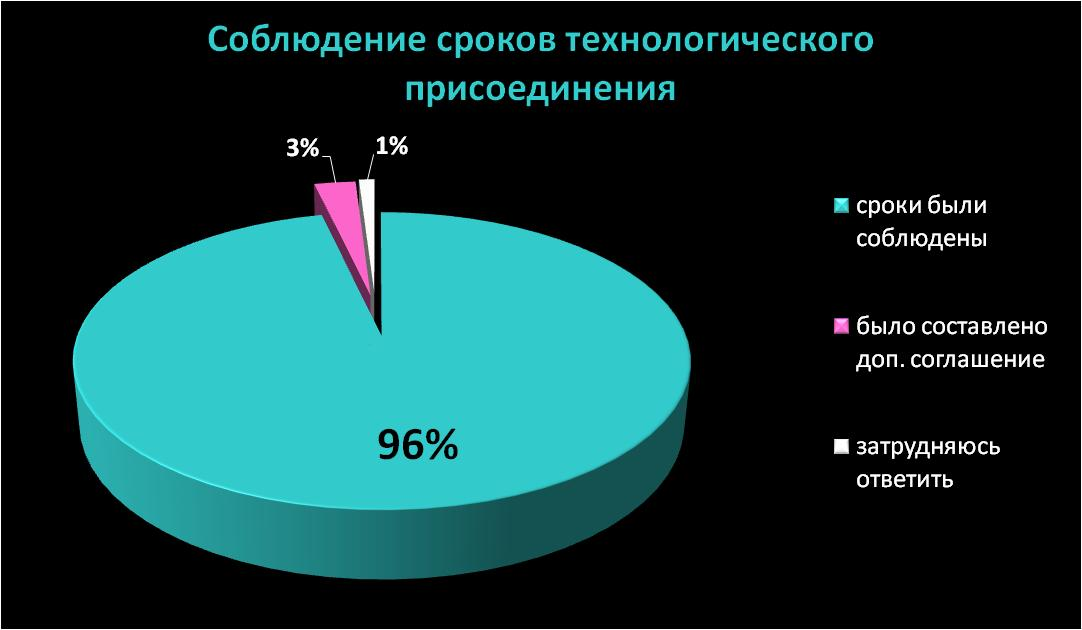 Соблюдение сроков технологического
присоединения
3%
1%
96%
сроки были
соблюдены
было составлено
доп. соглашение
затрудняюсь
ответить